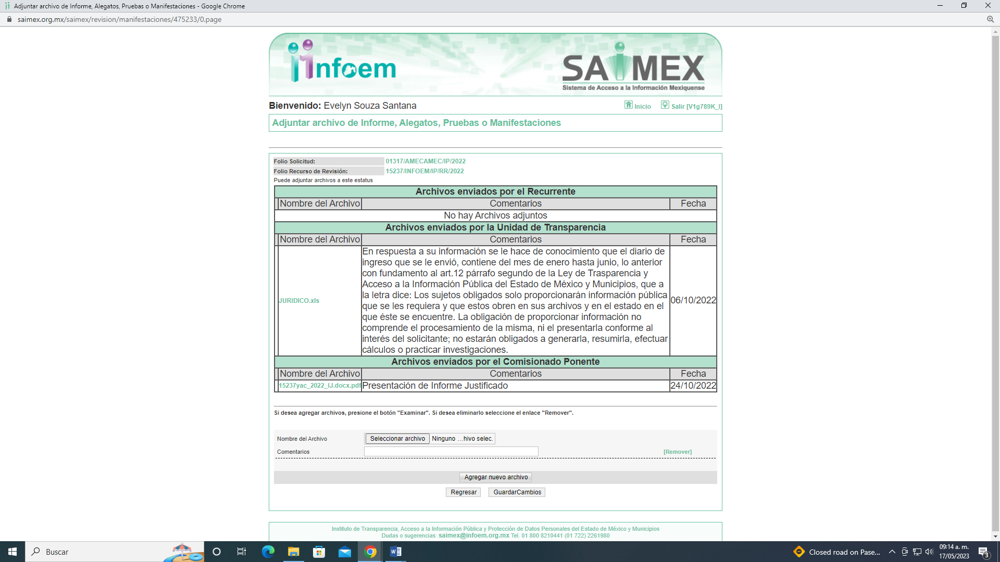 Adjuntar archivo de Informe, Alegatos, Pruebas o Manifestaciones - Google Chrome
saimex.org.mx/saimex/revision/manifestaciones/475233/0.page
infoem
SAIMEX
Sistema de Acceso a la Información Mexiquense
Bienvenido: Evelyn Souza Santana
Inicio
Salir [V1g789K_I]
Adjuntar archivo de Informe, Alegatos, Pruebas o Manifestaciones
Folio Solicitud: 01317/AMECAMEC/IP/2022
Folio Recurso de Revisión: 15237/INFOEM/IP/RR/2022
Puede adjuntar archivos a este estatus
Archivos enviados por el Recurrente
Nombre del Archivo Comentarios Fecha
No hay Archivos adjuntos
Archivos enviados por la Unidad de Transparencia
Nombre del Archivo Comentarios Fecha
En respuesta a su información se le hace de conocimiento que el diario de
ingreso que se le envió, contiene del mes de enero hasta junio, lo anterior
con fundamento al art.12 párrafo segundo de la Ley de Trasparencia y
Acceso a la Información Pública del Estado de México y Municipios, que a
la letra dice: Los sujetos obligados solo proporcionarán información pública
JURIDICO.xls
06/10/2022
que se les requiera y que estos obren en sus archivos y en el estado en el
que éste se encuentre. La obligación de proporcionar información no
comprende el procesamiento de la misma, ni el presentarla conforme al
interés del solicitante; no estarán obligados a generarla, resumirla, efectuar
cálculos o practicar investigaciones.
Archivos enviados por el Comisionado Ponente
Nombre del Archivo Comentarios Fecha
15237yac_2022_IJ.docx.pdf Presentación de Informe Justificado 24/10/2022
Si desea agregar archivos, presione el botón "Examinar". Si desea eliminarlo seleccione el enlace "Remover".
Nombre del Archivo Seleccionar archivo Ninguno ...hivo selec.
Comentarios [Remover]
Agregar nuevo archivo
Regresar GuardarCambios
Instituto de Transparencia, Acceso a la Información Pública y Protección de Datos Personales del Estado de México y Municipios
Dudas o sugerencias: saimex@infoem.org.mx Tel. 01 800 8210441 (01 722) 2261980
Buscar
Closed road on Pase...
09:14 a. m.
17/05/2023
3